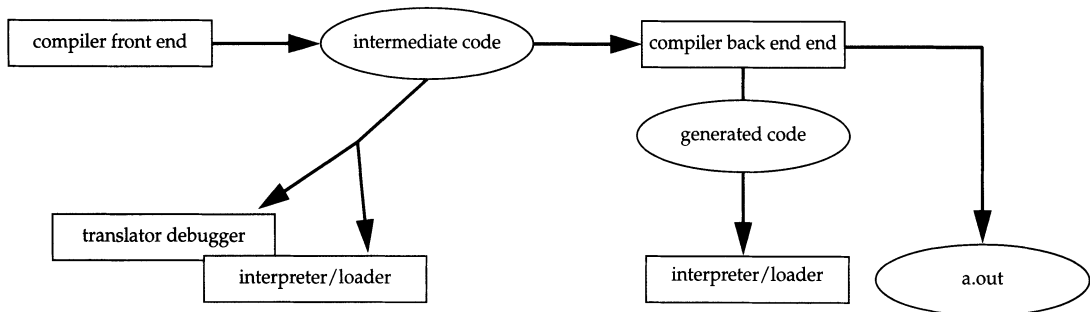 compiler front end
intermediate code
compiler back end end
generated code
translator debugger
interpreter/loader
interpreter/loader
a.out